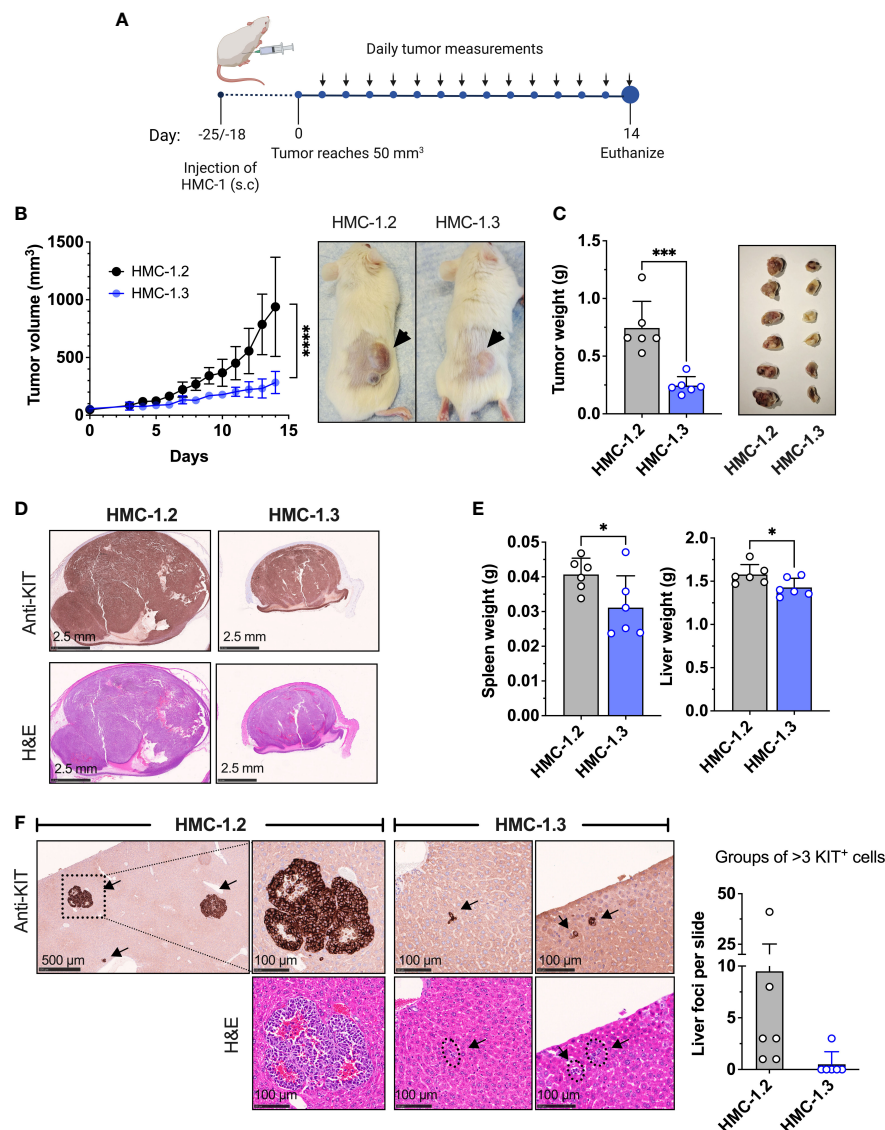 A
Daily tumor measurements
Day:
-25/-18
0
14
Injection of
HMC-1 (s.c)
Tumor reaches 50 mm³
Euthanize
B
Tumor volume (mm³)
1500
1000
500
0
HMC-1.2
HMC-1.3
****
0
5
10
15
Days
HMC-1.2
HMC-1.3
C
Tumor weight (g)
1.5
1.0
0.5
0.0
***
HMC-1.2
HMC-1.3
HMC-1.2
HMC-1.3
D
HMC-1.2
HMC-1.3
Anti-KIT
2.5 mm
2.5 mm
H&E
2.5 mm
2.5 mm
E
Spleen weight (g)
0.05
0.04
0.03
0.02
0.01
0.00
*
HMC-1.2
HMC-1.3
Liver weight (g)
2.0
1.5
1.0
0.5
0.0
*
HMC-1.2
HMC-1.3
F
HMC-1.2
HMC-1.3
Anti-KIT
500 µm
100 µm
100 µm
100 µm
H&E
100 µm
100 µm
100 µm
Groups of >3 KIT⁺ cells
Liver foci per slide
50
25
10
5
0
HMC-1.2
HMC-1.3